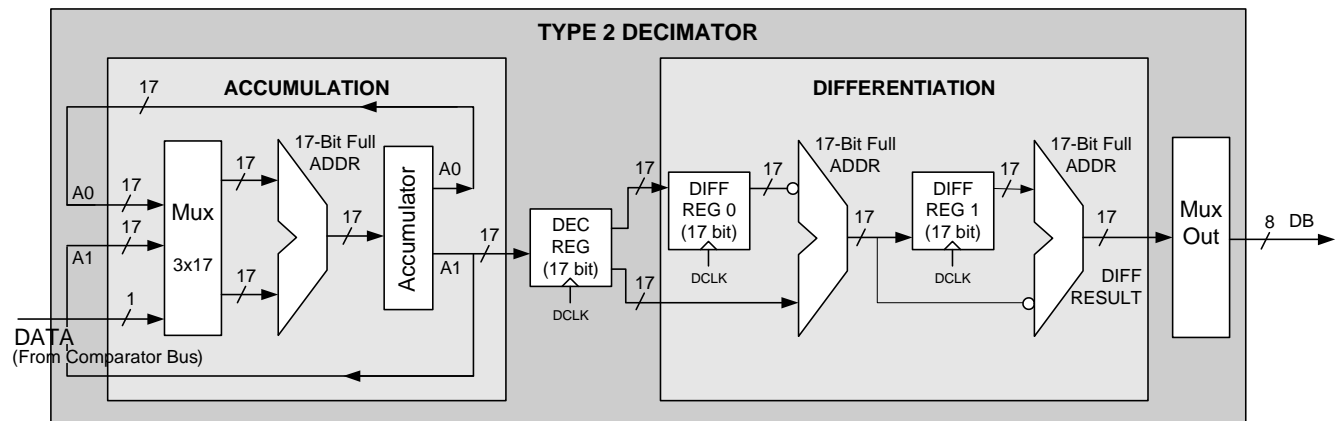 TYPE 2 DECIMATOR
ACCUMULATION
DIFFERENTIATION
17
17-Bit Full
ADDR
A0
17
17
A1
17
Mux
3x17
1
17
17
17
Accumulator
A0
A1
17
DATA
(From Comparator Bus)
DEC
REG
(17 bit)
DCLK
17
17
DIFF
REG 0
(17 bit)
DCLK
17
17-Bit Full
ADDR
17
DIFF
REG 1
(17 bit)
DCLK
17
17-Bit Full
ADDR
17
DIFF
RESULT
Mux
Out
8
DB